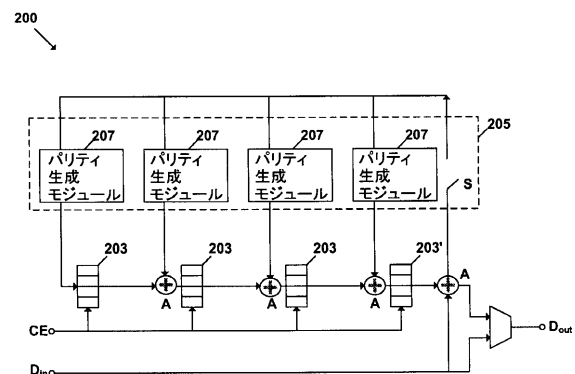 200
205
207
207
207
207
パリティ
生成
モジュール
パリティ
生成
モジュール
パリティ
生成
モジュール
パリティ
生成
モジュール
S
203
203
203
203'
A
A
A
A
CE
Din
Dout